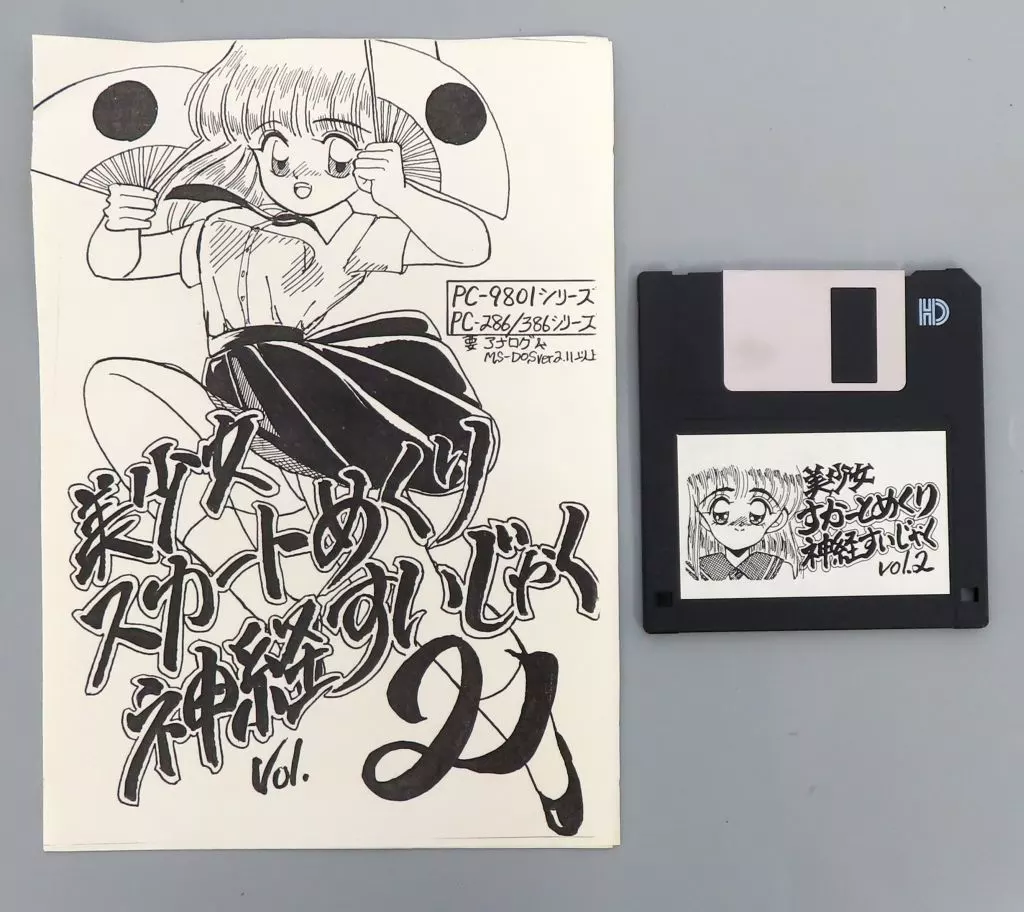 PC-9801シリーズ
PC-286/386シリーズ
要 アナログ
MS-DOS ver2.11以上
美少女
スカートめくり
神経すいじゃく
Vol. 2
HD
美少女
すかーとめくり
神経すいじゃく
vol.2